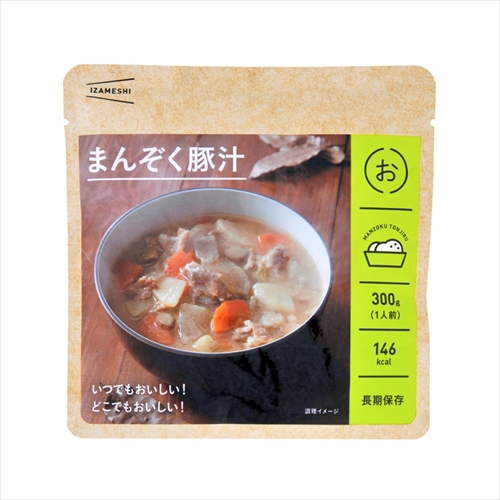 IZAMESHI
まんぞく豚汁
お
MANZOKU TONJIRU
300g
(1人前)
146
kcal
長期保存
いつでもおいしい!
どこでもおいしい!
調理イメージ